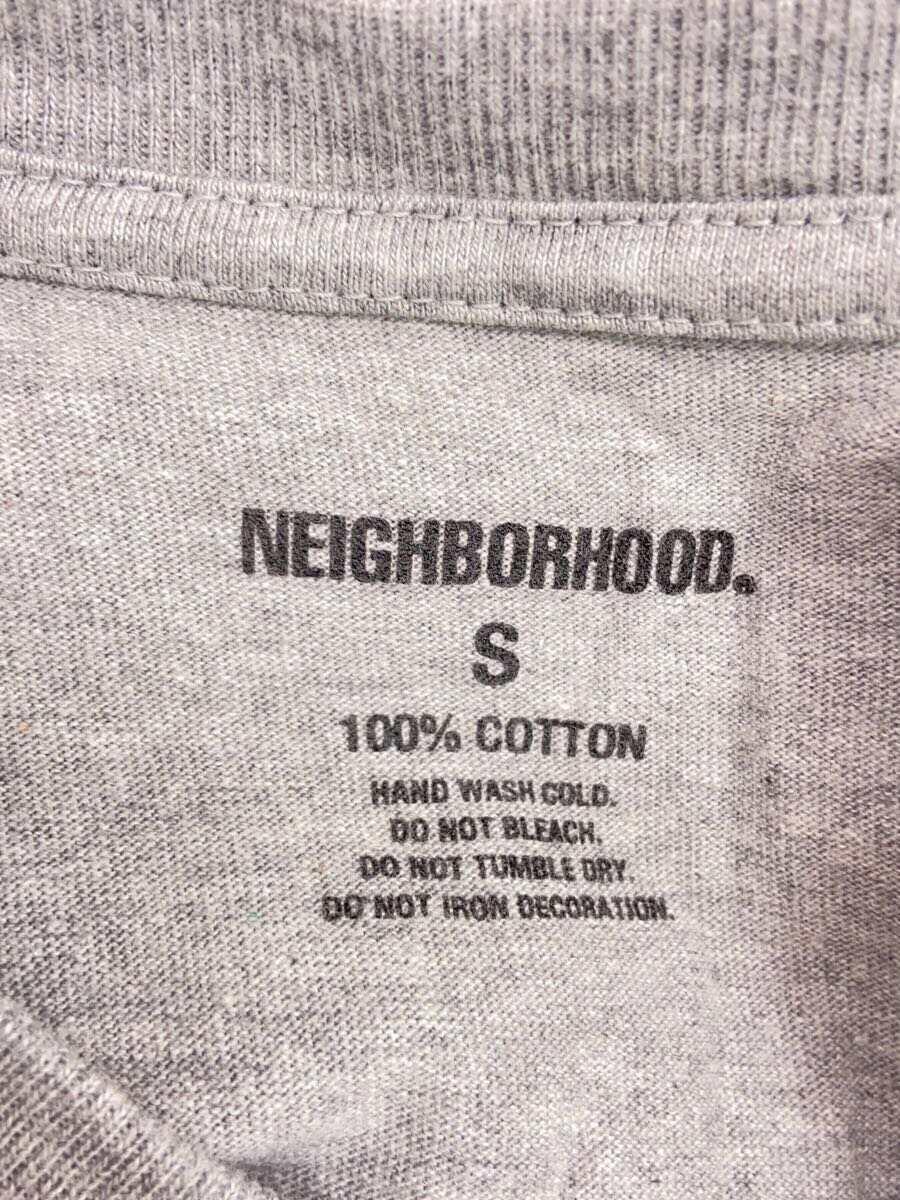 NEIGHBORHOOD.
S
100% COTTON
HAND WASH COLD.
DO NOT BLEACH.
DO NOT TUMBLE DRY.
DO NOT IRON DECORATION.